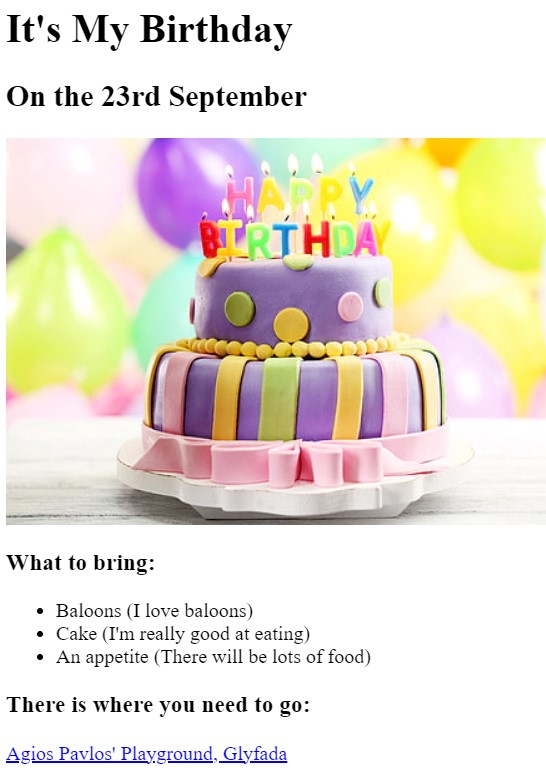 It's My Birthday
On the 23rd September
HAPPY
BIRTHDAY
What to bring:
Baloons (I love baloons)
Cake (I'm really good at eating)
An appetite (There will be lots of food)
There is where you need to go:
Agios Pavlos' Playground, Glyfada